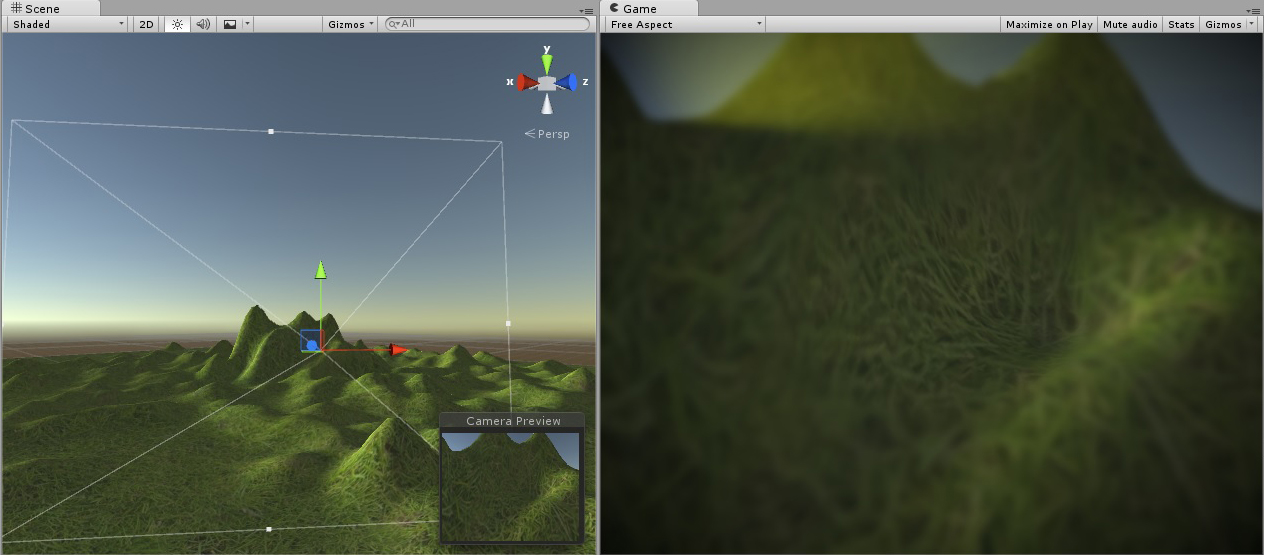 Scene
Shaded 2D Gizmos All
y
x z
Persp
Camera Preview
Game
Free Aspect Maximize on Play Mute audio Stats Gizmos